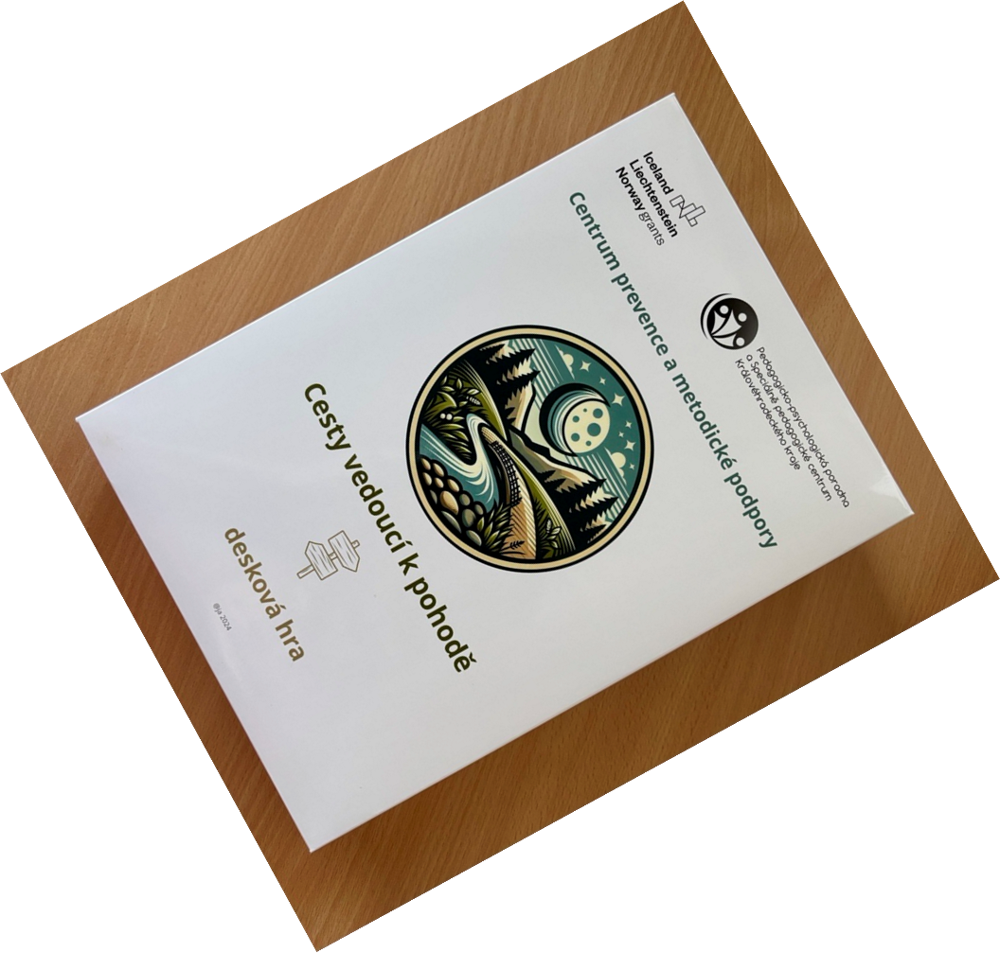 Iceland
Liechtenstein
Norway grants
Pedagogicko-psychologická poradna
a Speciálně pedagogické centrum
Královéhradeckého kraje
Centrum prevence a metodické podpory
Cesty vedoucí k pohodě
desková hra
@ja 2024